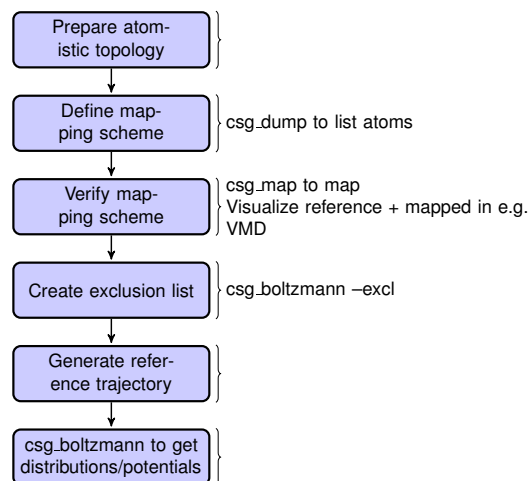 Prepare atom-
istic topology
Define map-
ping scheme
csg_dump to list atoms
Verify map-
ping scheme
csg_map to map
Visualize reference + mapped in e.g.
VMD
Create exclusion list
csg_boltzmann –excl
Generate refer-
ence trajectory
csg_boltzmann to get
distributions/potentials